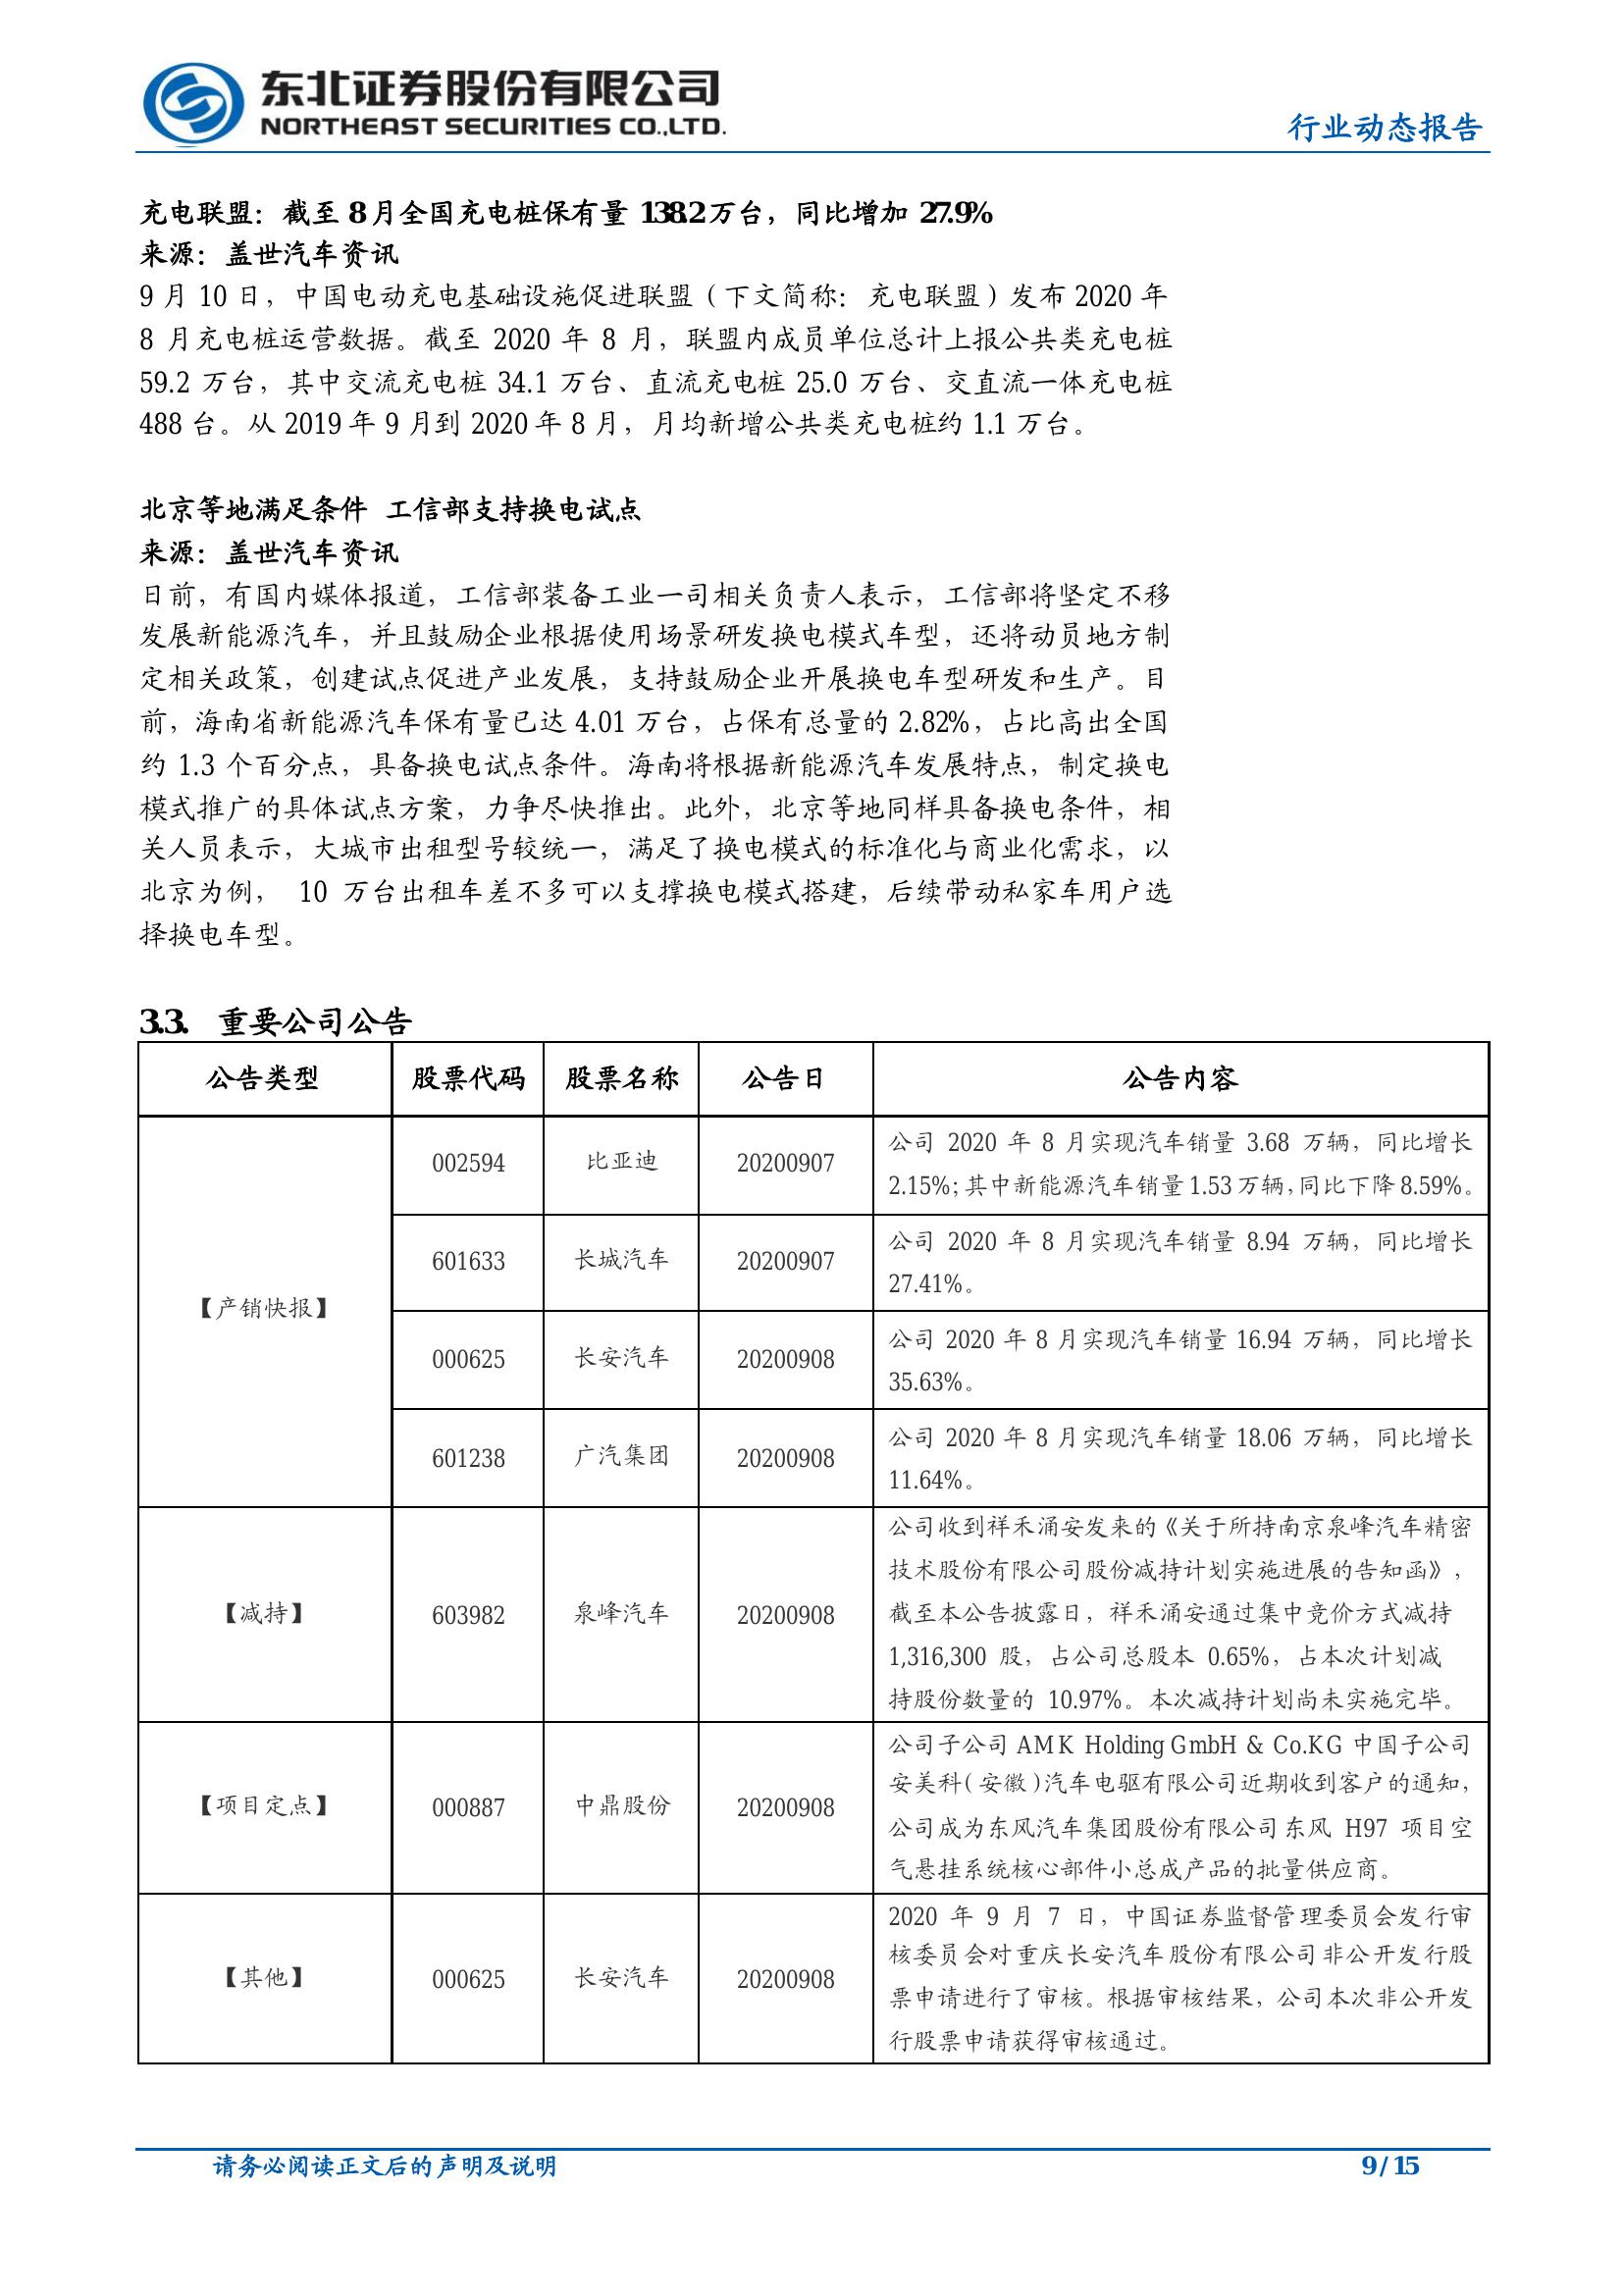 东北证券股份有限公司
NORTHEAST SECURITIES CO.,LTD.
行业动态报告
充电联盟：截至 8 月全国充电桩保有量 138.2 万台，同比增加 27.9%
来源：盖世汽车资讯
9 月 10 日，中国电动充电基础设施促进联盟（下文简称：充电联盟）发布 2020 年
8 月充电桩运营数据。截至 2020 年 8 月，联盟内成员单位总计上报公共类充电桩
59.2 万台，其中交流充电桩 34.1 万台、直流充电桩 25.0 万台、交直流一体充电桩
488 台。从 2019 年 9 月到 2020 年 8 月，月均新增公共类充电桩约 1.1 万台。
北京等地满足条件 工信部支持换电试点
来源：盖世汽车资讯
日前，有国内媒体报道，工信部装备工业一司相关负责人表示，工信部将坚定不移
发展新能源汽车，并且鼓励企业根据使用场景研发换电模式车型，还将动员地方制
定相关政策，创建试点促进产业发展，支持鼓励企业开展换电车型研发和生产。目
前，海南省新能源汽车保有量已达 4.01 万台，占保有总量的 2.82%，占比高出全国
约 1.3 个百分点，具备换电试点条件。海南将根据新能源汽车发展特点，制定换电
模式推广的具体试点方案，力争尽快推出。此外，北京等地同样具备换电条件，相
关人员表示，大城市出租型号较统一，满足了换电模式的标准化与商业化需求，以
北京为例， 10 万台出租车差不多可以支撑换电模式搭建，后续带动私家车用户选
择换电车型。
3.3. 重要公司公告
公告类型 股票代码 股票名称 公告日 公告内容
【产销快报】
002594 比亚迪 20200907
公司 2020 年 8 月实现汽车销量 3.68 万辆，同比增长
2.15%；其中新能源汽车销量 1.53 万辆，同比下降 8.59%。
601633 长城汽车 20200907
公司 2020 年 8 月实现汽车销量 8.94 万辆，同比增长
27.41%。
000625 长安汽车 20200908
公司 2020 年 8 月实现汽车销量 16.94 万辆，同比增长
35.63%。
601238 广汽集团 20200908
公司 2020 年 8 月实现汽车销量 18.06 万辆，同比增长
11.64%。
【减持】 603982 泉峰汽车 20200908
公司收到祥禾涌安发来的《关于所持南京泉峰汽车精密
技术股份有限公司股份减持计划实施进展的告知函》，
截至本公告披露日，祥禾涌安通过集中竞价方式减持
1,316,300 股，占公司总股本 0.65%，占本次计划减
持股份数量的 10.97%。本次减持计划尚未实施完毕。
【项目定点】 000887 中鼎股份 20200908
公司子公司 AMK Holding GmbH & Co.KG 中国子公司
安美科（安徽）汽车电驱有限公司近期收到客户的通知，
公司成为东风汽车集团股份有限公司东风 H97 项目空
气悬挂系统核心部件小总成产品的批量供应商。
【其他】 000625 长安汽车 20200908
2020 年 9 月 7 日，中国证券监督管理委员会发行审
核委员会对重庆长安汽车股份有限公司非公开发行股
票申请进行了审核。根据审核结果，公司本次非公开发
行股票申请获得审核通过。
请务必阅读正文后的声明及说明
9 / 15